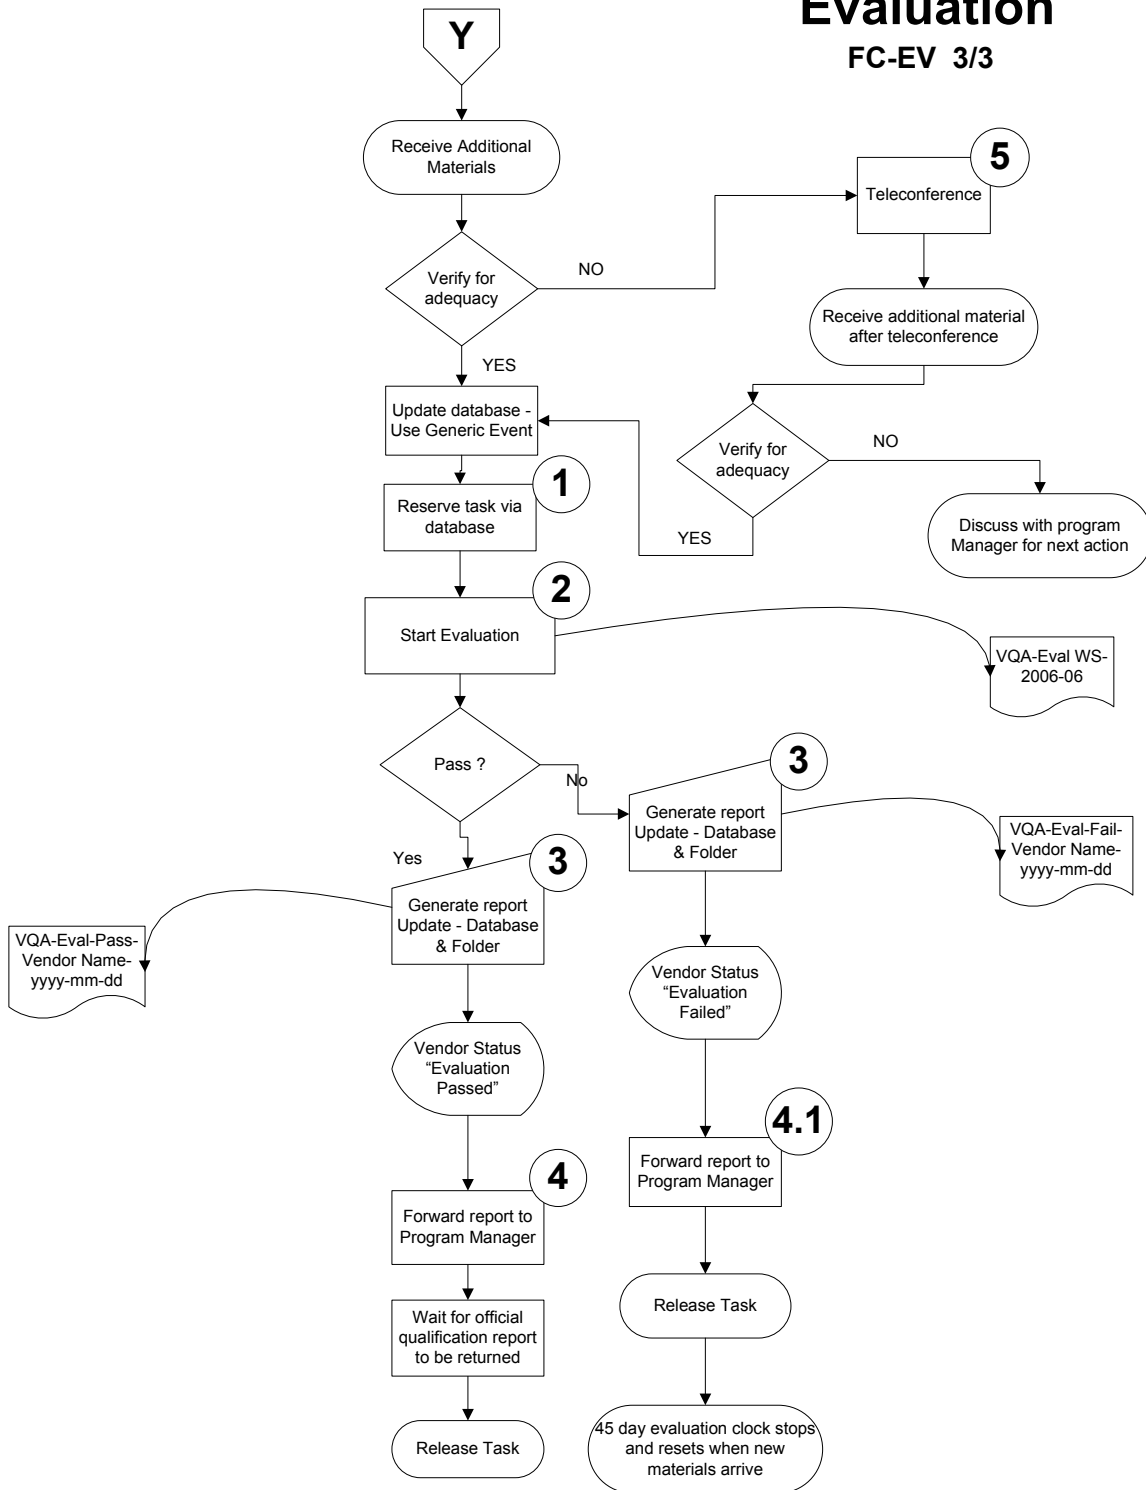 Evaluation
FC-EV 3/3
Y
Receive Additional
Materials
5
Teleconference
Verify for
adequacy
NO
Receive additional material
after teleconference
YES
Update database -
Use Generic Event
Verify for
adequacy
NO
1
Reserve task via
database
YES
Discuss with program
Manager for next action
2
Start Evaluation
VQA-Eval WS-
2006-06
Pass ?
No
3
Generate report
Update - Database
& Folder
VQA-Eval-Fail-
Vendor Name-
yyyy-mm-dd
Yes
3
Generate report
Update - Database
& Folder
VQA-Eval-Pass-
Vendor Name-
yyyy-mm-dd
Vendor Status
“Evaluation
Failed”
Vendor Status
“Evaluation
Passed”
4.1
Forward report to
Program Manager
4
Forward report to
Program Manager
Release Task
Wait for official
qualification report
to be returned
Release Task
45 day evaluation clock stops
and resets when new
materials arrive